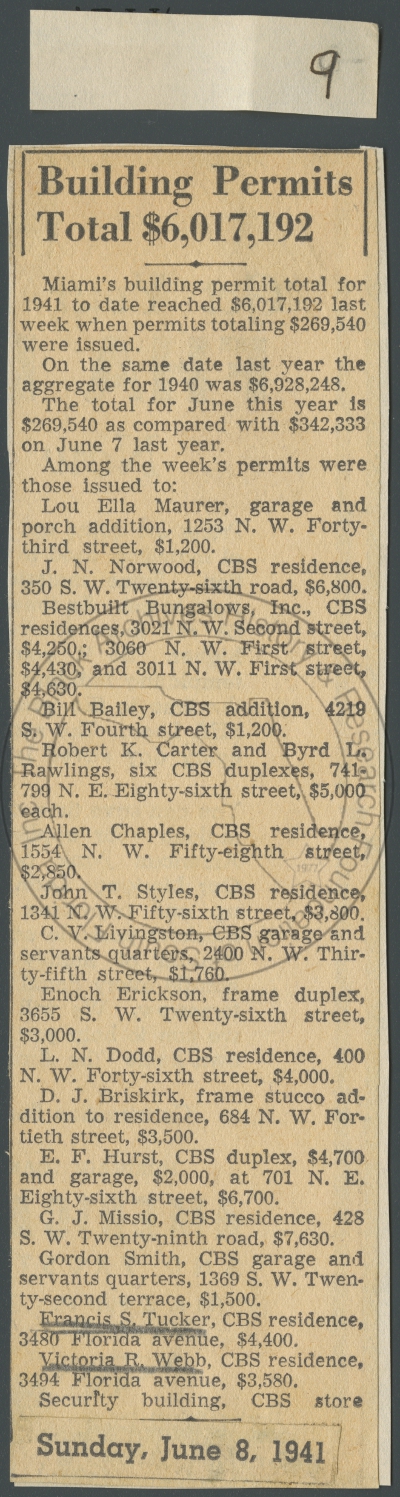 9
Building Permits
Total $6,017,192
Miami's building permit total for
1941 to date reached $6,017,192 last
week when permits totaling $269,540
were issued.
On the same date last year the
aggregate for 1940 was $6,928,248.
The total for June this year is
$269,540 as compared with $342,333
on June 7 last year.
Among the week's permits were
those issued to:
Lou Ella Maurer, garage and
porch addition, 1253 N. W. Forty-
third street, $1,200.
J. N. Norwood, CBS residence,
350 S. W. Twenty-sixth road, $6,800.
Bestbuilt Bungalows, Inc., CBS
residences, 3021 N. W. Second street,
$4,250,; 3060 N. W. First street,
$4,430, and 3011 N. W. First street,
$4,630.
Bill Bailey, CBS addition, 4219
S. W. Fourth street, $1,200.
Robert K. Carter and Byrd L.
Rawlings, six CBS duplexes, 741-
799 N. E. Eighty-sixth street, $5,000
each.
Allen Chaples, CBS residence,
1554 N. W. Fifty-eighth street,
$2,850.
John T. Styles, CBS residence,
1341 N. W. Fifty-sixth street, $3,800.
C. V. Livingston, CBS garage and
servants quarters, 2400 N. W. Thir-
ty-fifth street, $1,760.
Enoch Erickson, frame duplex,
3655 S. W. Twenty-sixth street,
$3,000.
L. N. Dodd, CBS residence, 400
N. W. Forty-sixth street, $4,000.
D. J. Briskirk, frame stucco ad-
dition to residence, 684 N. W. For-
tieth street, $3,500.
E. F. Hurst, CBS duplex, $4,700
and garage, $2,000, at 701 N. E.
Eighty-sixth street, $6,700.
G. J. Missio, CBS residence, 428
S. W. Twenty-ninth road, $7,630.
Gordon Smith, CBS garage and
servants quarters, 1369 S. W. Twen-
ty-second terrace, $1,500.
Francis S. Tucker, CBS residence,
3480 Florida avenue, $4,400.
Victoria R. Webb, CBS residence,
3494 Florida avenue, $3,580.
Security building, CBS store
Sunday, June 8, 1941